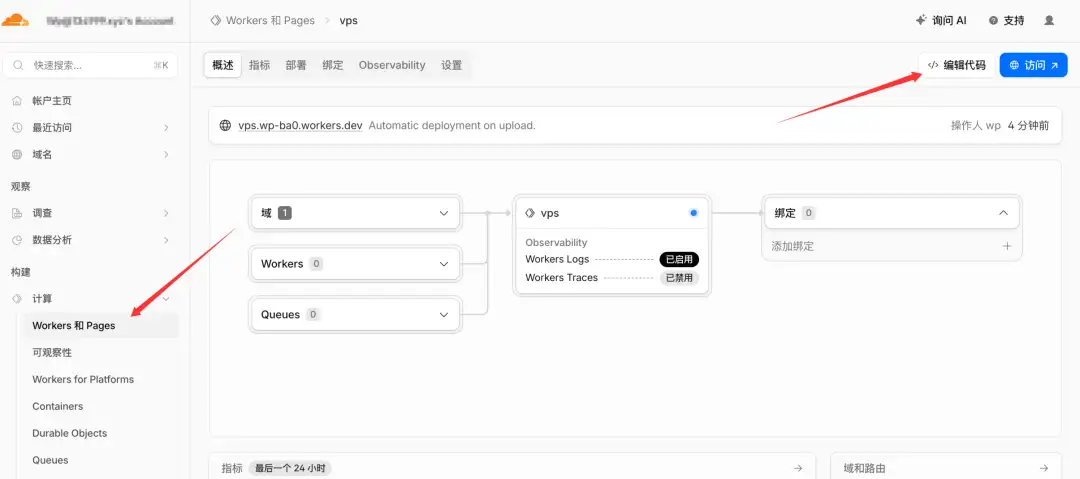 Workers 和 Pages > vps
询问 AI
支持
快速搜索... ⌘K
帐户主页
最近访问
域名
观察
调查
数据分析
构建
计算
Workers 和 Pages
可观察性
Workers for Platforms
Containers
Durable Objects
Queues
概述 指标 部署 绑定 Observability 设置
</> 编辑代码
访问
vps.wp-ba0.workers.dev Automatic deployment on upload. 操作人 wp 4 分钟前
域 1
Workers 0
Queues 0
vps
Observability
Workers Logs 已启用
Workers Traces 已禁用
绑定 0
添加绑定 +
指标 最后一个 24 小时
域和路由